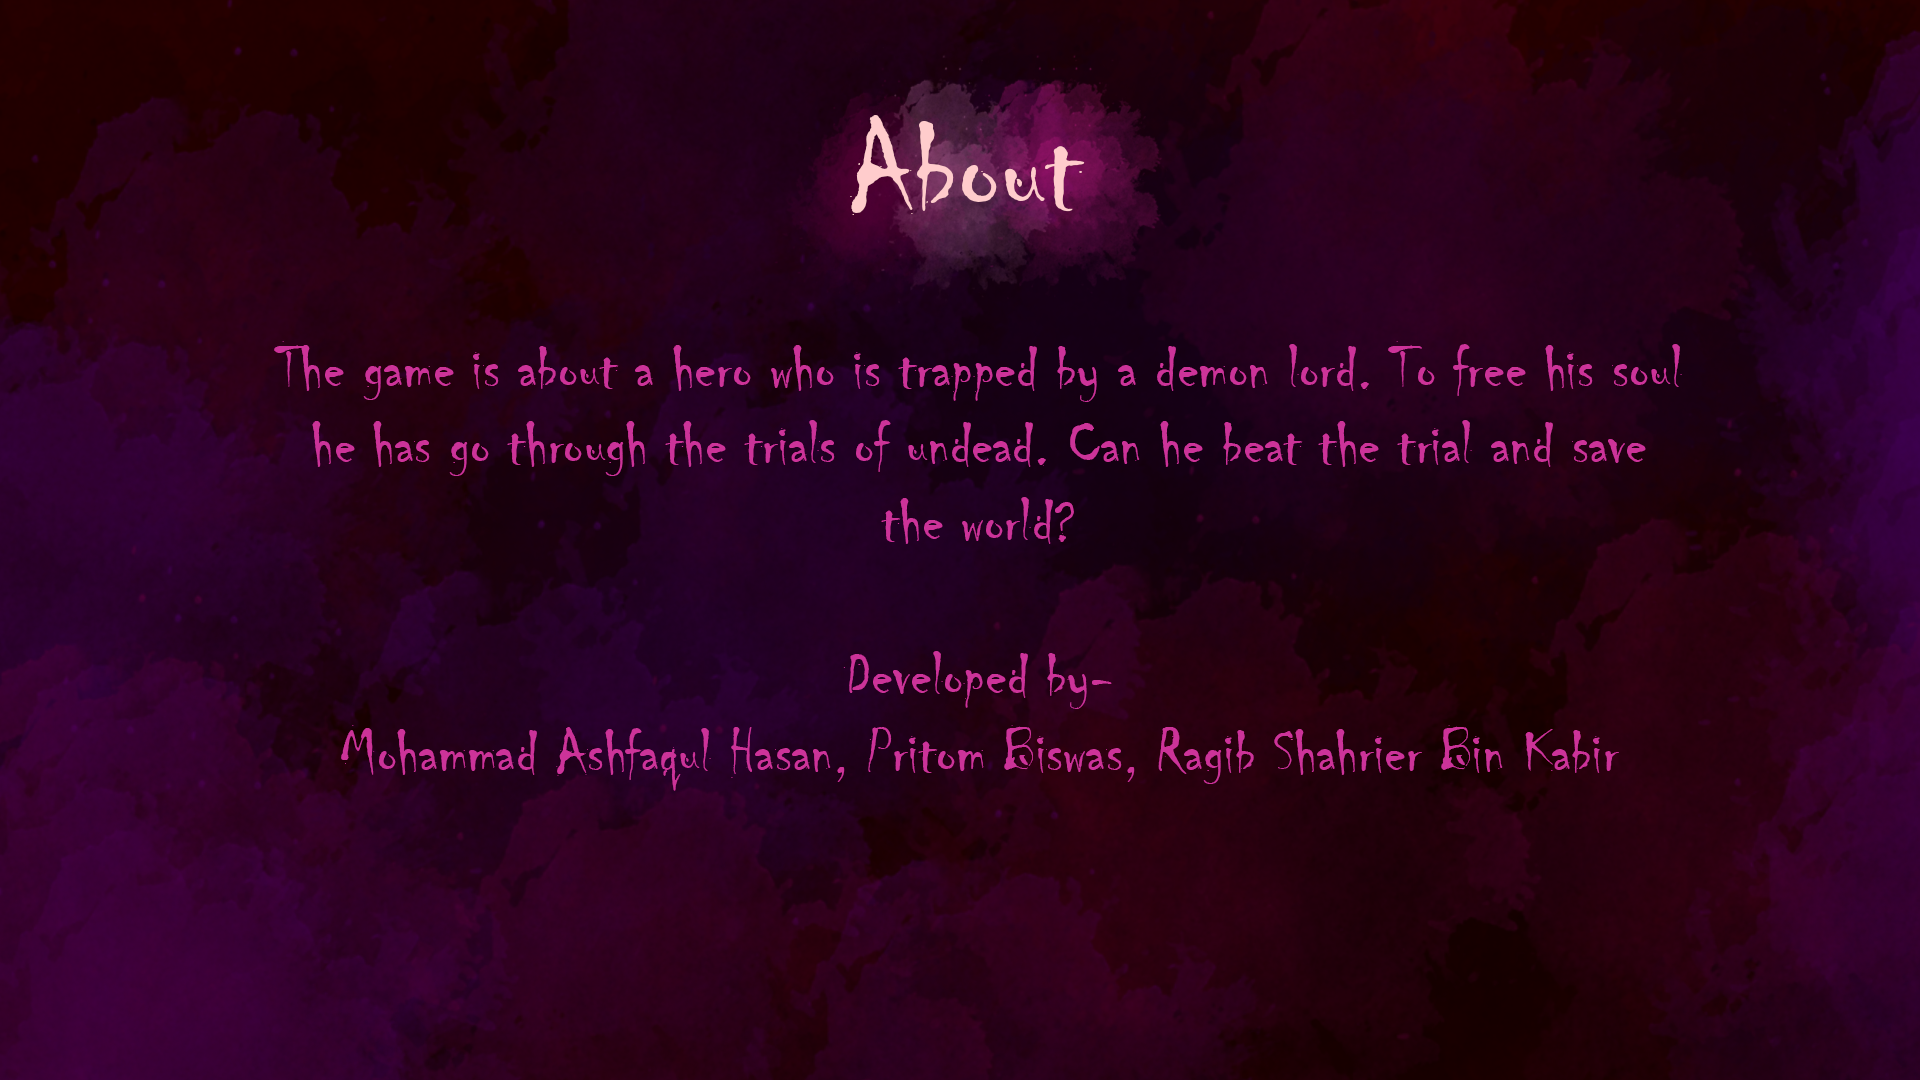 About
The game is about a hero who is trapped by a demon lord. To free his soul
he has go through the trials of undead. Can he beat the trial and save
the world?
Developed by-
Mohammad Ashfaqul Hasan, Pritom Biswas, Ragib Shahrier Bin Kabir